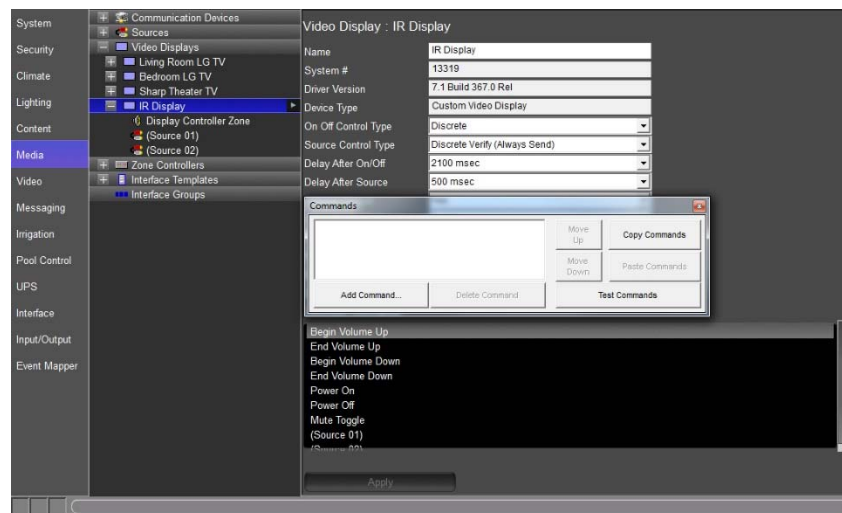 System
Security
Climate
Lighting
Content
Media
Video
Messaging
Irrigation
Pool Control
UPS
Interface
Input/Output
Event Mapper
Communication Devices
Sources
Video Displays
Living Room LG TV
Bedroom LG TV
Sharp Theater TV
IR Display
Display Controller Zone
(Source 01)
(Source 02)
Zone Controllers
Interface Templates
Interface Groups
Video Display : IR Display
Name IR Display
System # 13319
Driver Version 7.1 Build 367.0 Rel
Device Type Custom Video Display
On Off Control Type Discrete
Source Control Type Discrete Verify (Always Send)
Delay After On/Off 2100 msec
Delay After Source 500 msec
Commands
Move Up
Copy Commands
Move Down
Paste Commands
Add Command...
Delete Command
Test Commands
Begin Volume Up
End Volume Up
Begin Volume Down
End Volume Down
Power On
Power Off
Mute Toggle
(Source 01)
(Source 02)
Apply